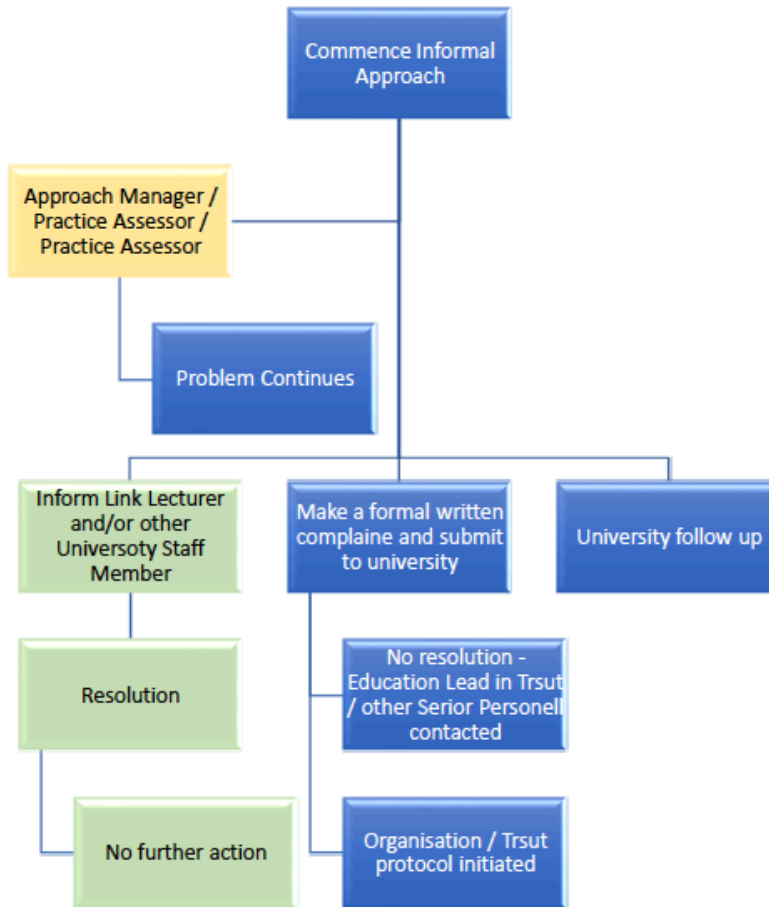 Commence Informal
Approach
Approach Manager /
Practice Assessor /
Practice Assessor
Problem Continues
Inform Link Lecturer
and/or other
Universoty Staff
Member
Make a formal written
complaine and submit
to university
University follow up
Resolution
No resolution -
Education Lead in Trsut
/ other Serior Personell
contacted
No further action
Organisation / Trsut
protocol initiated